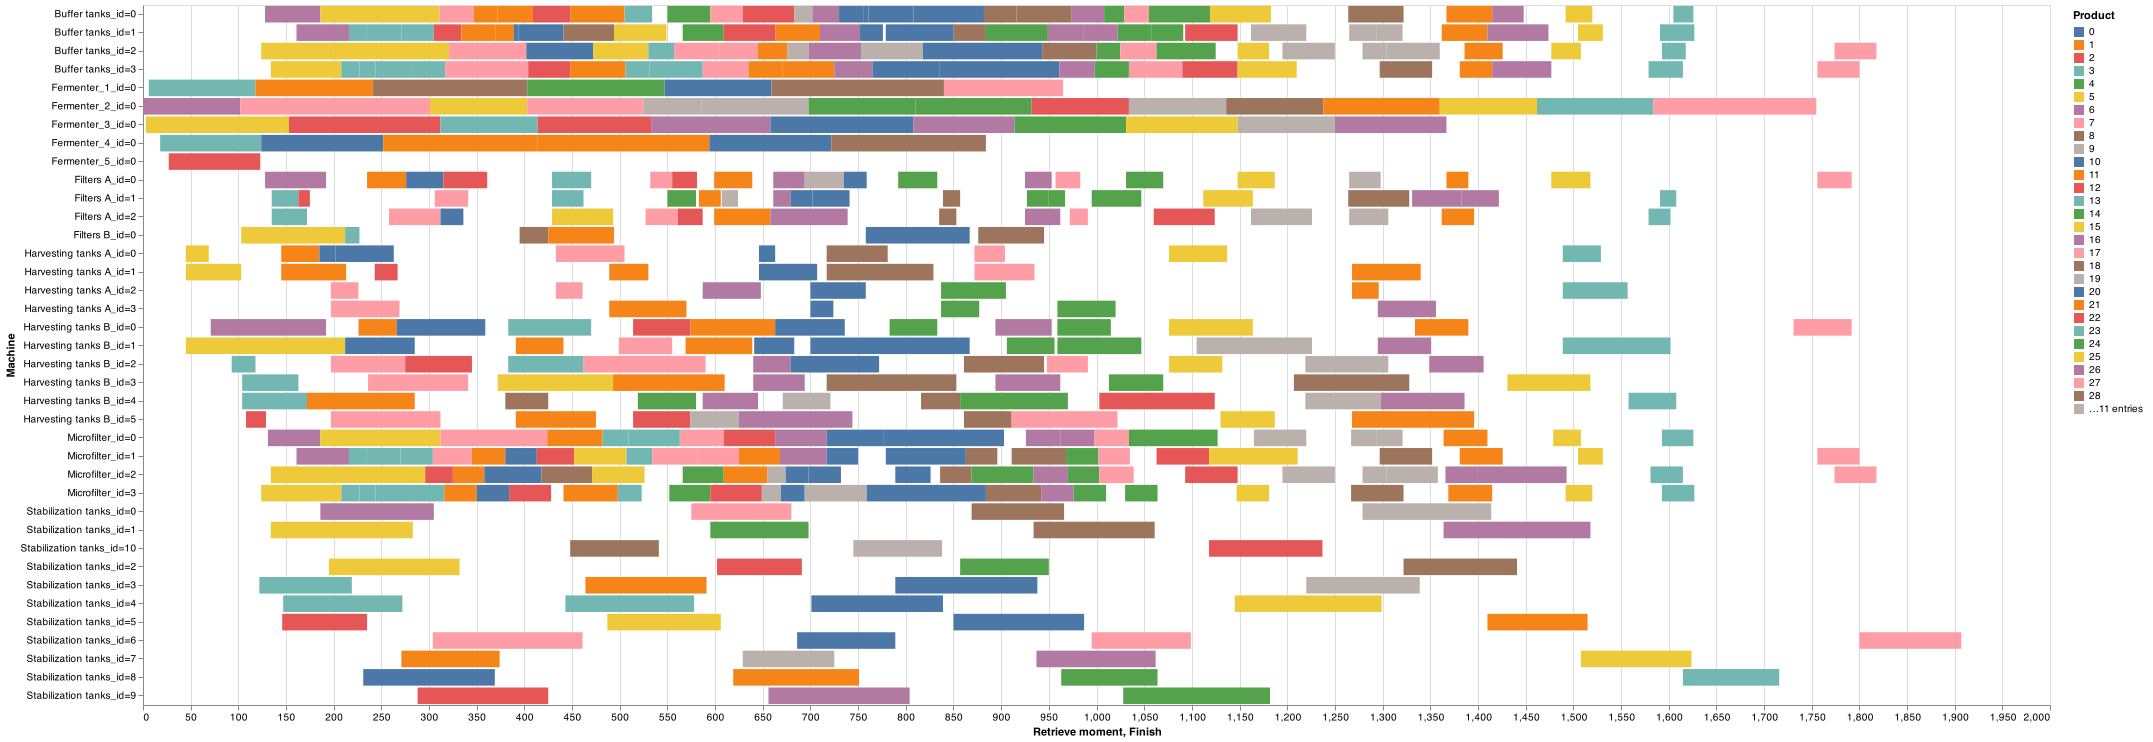 Buffer tanks_id=0
Buffer tanks_id=1
Buffer tanks_id=2
Buffer tanks_id=3
Fermenter_1_id=0
Fermenter_2_id=0
Fermenter_3_id=0
Fermenter_4_id=0
Fermenter_5_id=0
Filters A_id=0
Filters A_id=1
Filters A_id=2
Filters B_id=0
Harvesting tanks A_id=0
Harvesting tanks A_id=1
Harvesting tanks A_id=2
Harvesting tanks A_id=3
Harvesting tanks B_id=0
Harvesting tanks B_id=1
Harvesting tanks B_id=2
Harvesting tanks B_id=3
Harvesting tanks B_id=4
Harvesting tanks B_id=5
Microfilter_id=0
Microfilter_id=1
Microfilter_id=2
Microfilter_id=3
Stabilization tanks_id=0
Stabilization tanks_id=1
Stabilization tanks_id=10
Stabilization tanks_id=2
Stabilization tanks_id=3
Stabilization tanks_id=4
Stabilization tanks_id=5
Stabilization tanks_id=6
Stabilization tanks_id=7
Stabilization tanks_id=8
Stabilization tanks_id=9
Machine
0 50 100 150 200 250 300 350 400 450 500 550 600 650 700 750 800 850 900 950 1,000 1,050 1,100 1,150 1,200 1,250 1,300 1,350 1,400 1,450 1,500 1,550 1,600 1,650 1,700 1,750 1,800 1,850 1,900 1,950 2,000
Retrieve moment, Finish
Product
0
1
2
3
4
5
6
7
8
9
10
11
12
13
14
15
16
17
18
19
20
21
22
23
24
25
26
27
28
…11 entries